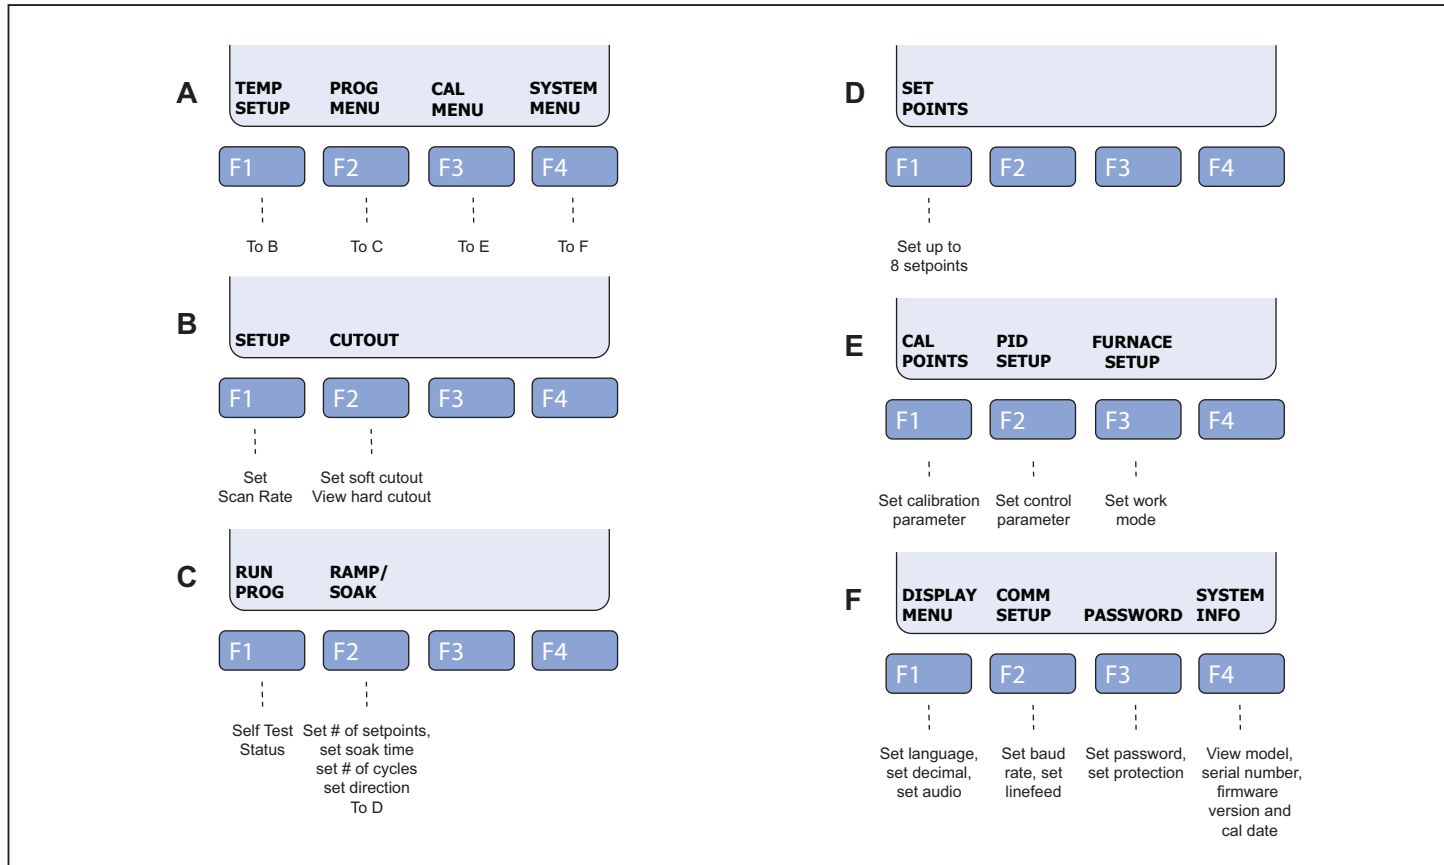 A
TEMP SETUP
PROG MENU
CAL MENU
SYSTEM MENU
F1
F2
F3
F4
To B
To C
To E
To F
B
SETUP
CUTOUT
F1
F2
F3
F4
Set
Scan Rate
Set soft cutout
View hard cutout
C
RUN
PROG
RAMP/
SOAK
F1
F2
F3
F4
Self Test
Status
Set # of setpoints,
set soak time
set # of cycles
set direction
To D
D
SET
POINTS
F1
F2
F3
F4
Set up to
8 setpoints
E
CAL
POINTS
PID
SETUP
FURNACE
SETUP
F1
F2
F3
F4
Set calibration
parameter
Set control
parameter
Set work
mode
F
DISPLAY
MENU
COMM
SETUP
PASSWORD
SYSTEM
INFO
F1
F2
F3
F4
Set language,
set decimal,
set audio
Set baud
rate, set
linefeed
Set password,
set protection
View model,
serial number,
firmware
version and
cal date